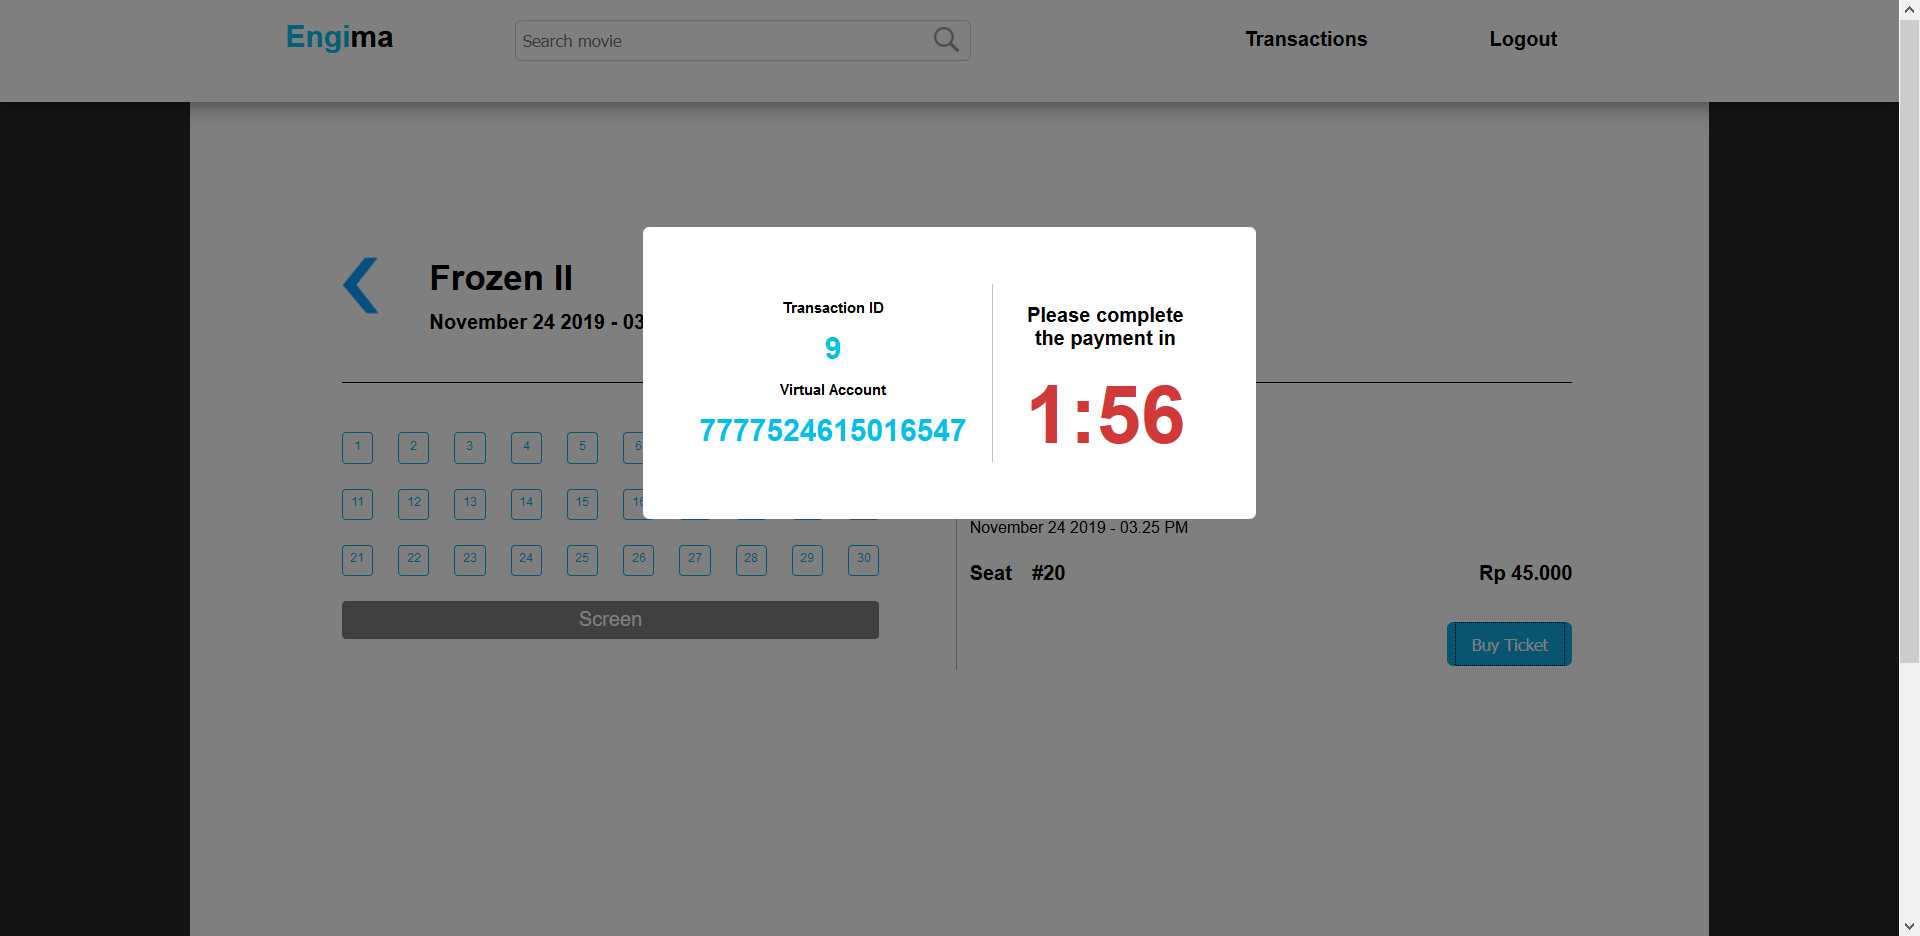 Engima
Search movie
Transactions
Logout
Frozen II
November 24 2019 - 03
Transaction ID
9
Virtual Account
7777524615016547
Please complete
the payment in
1:56
1 2 3 4 5 6
11 12 13 14 15 16
21 22 23 24 25 26 27 28 29 30
Screen
November 24 2019 - 03.25 PM
Seat #20 Rp 45.000
Buy Ticket